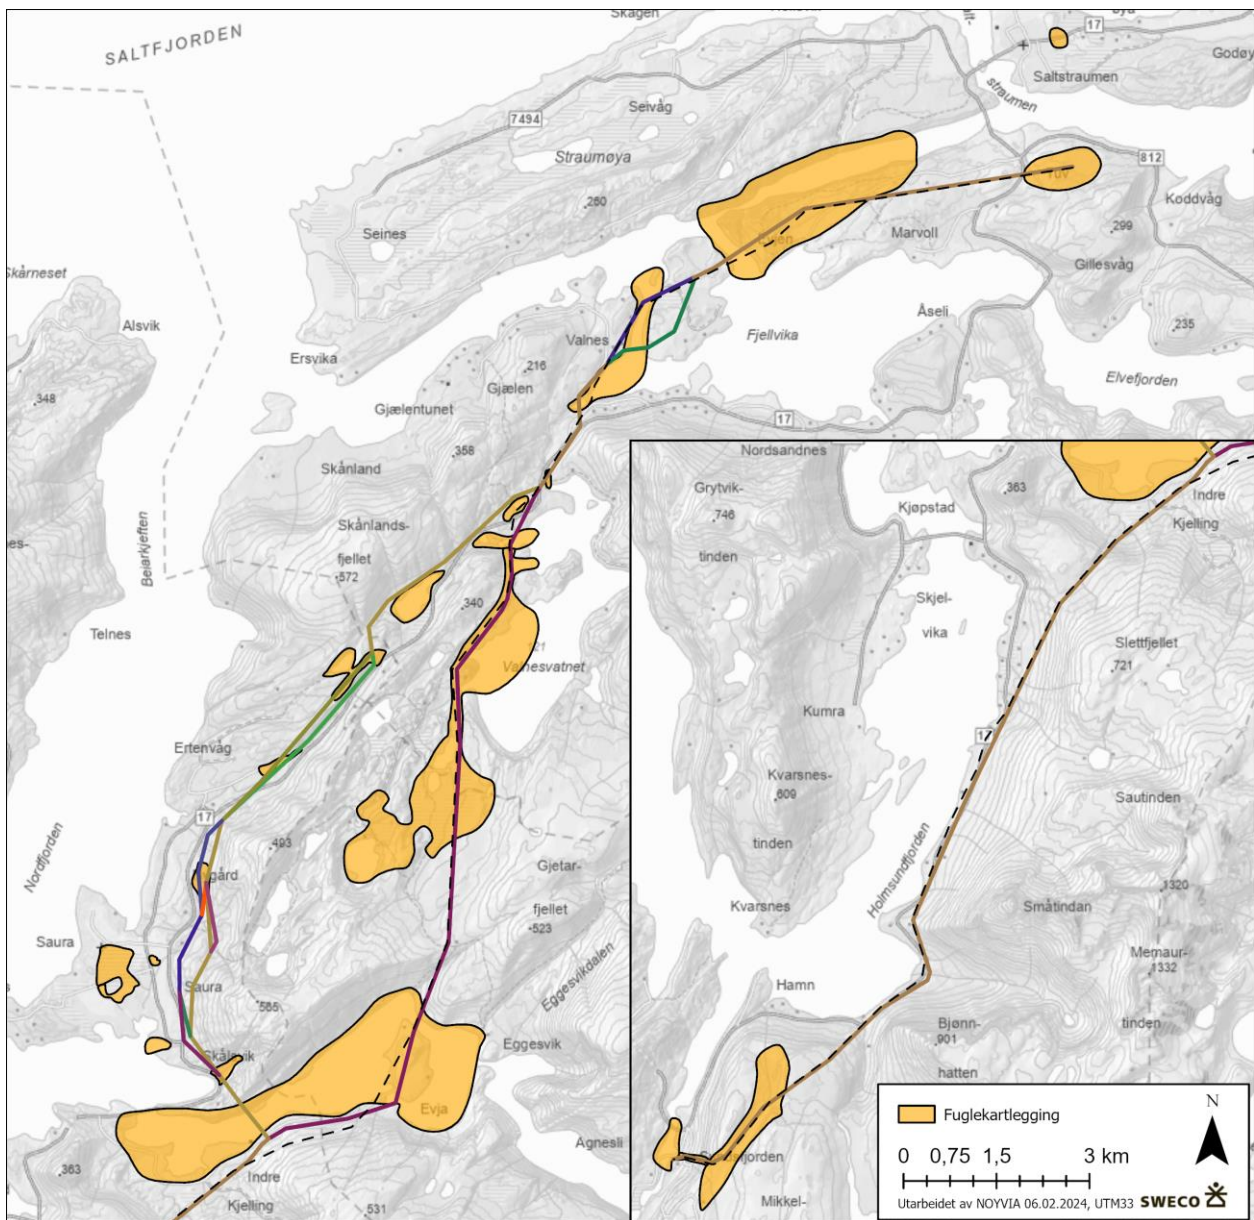 Skagen
17
SALTFJORDEN
Godøy
Saltstraumen
straumen
Seivåg
7494
Straumøya
812
Tuv
280
Koddvåg
299
Seines
Marvoll
Evjen
Gillesvåg
Skårneset
Alsvik
Ersvika
Valnes
Fjellvika
Åseli
235
216
Elvefjorden
348
Gjælen
Gjælentunet
17
358
Skånland
Nordsandnes
Grytvik-
363
Indre
746
Kjøpstad
Kjelling
Skånlands-
tinden
fjellet
572
Beiarkjeften
340
Skjel-
vika
Telnes
Slettfjellet
721
Valnesvatnet
Kumra
Ertenvåg
17
Kvarsnes-
609
Sautinden
17
493
tinden
Nordfjorden
gård
Gjetar-
Holmsundfjorden
1320
fjellet
Kvarsnes
Småtindan
523
Saura
Memaur-
1332
Eggesvikdalen
Saura
Hamn
565
Bjønn-
tinden
901
Eggesvik
hatten
Evja
Agnesli
363
Indre
Kjelling
531
Mikkel-
N
Fuglekartlegging
0 0,75 1,5 3 km
Utarbeidet av NOYVIA 06.02.2024, UTM33 SWECO